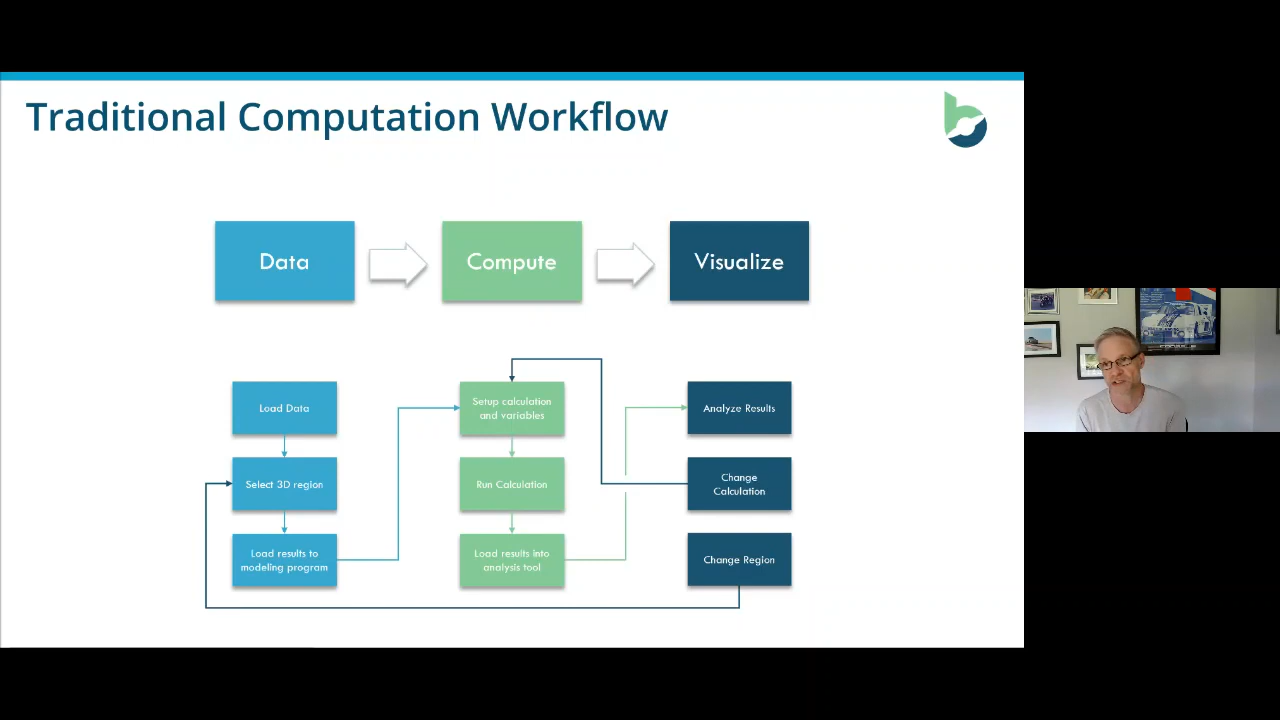 Traditional Computation Workflow
Data
Compute
Visualize
Load Data
Select 3D region
Load results to
modeling program
Setup calculation
and variables
Run Calculation
Load results into
analysis tool
Analyze Results
Change
Calculation
Change Region